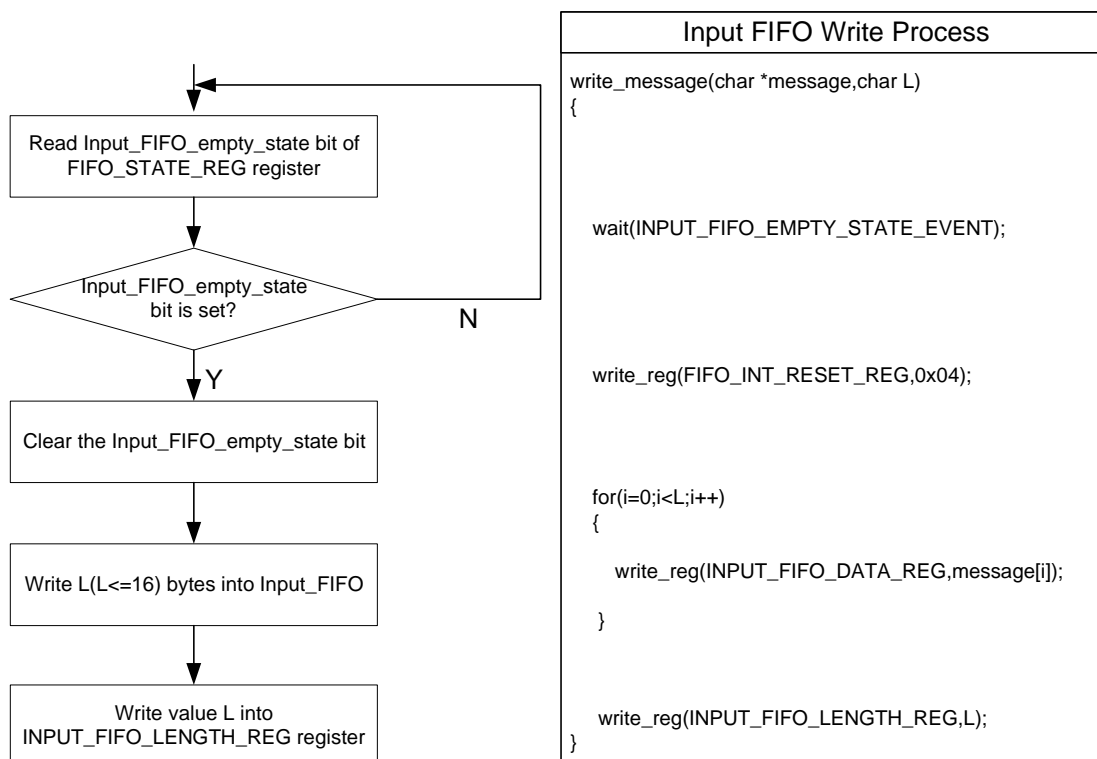 Read Input_FIFO_empty_state bit of
FIFO_STATE_REG register
Input_FIFO_empty_state
bit is set?
N
Y
Clear the Input_FIFO_empty_state bit
Write L(L<=16) bytes into Input_FIFO
Write value L into
INPUT_FIFO_LENGTH_REG register
Input FIFO Write Process
write_message(char *message,char L)
{
wait(INPUT_FIFO_EMPTY_STATE_EVENT);
write_reg(FIFO_INT_RESET_REG,0x04);
for(i=0;i<L;i++)
{
write_reg(INPUT_FIFO_DATA_REG,message[i]);
}
write_reg(INPUT_FIFO_LENGTH_REG,L);
}